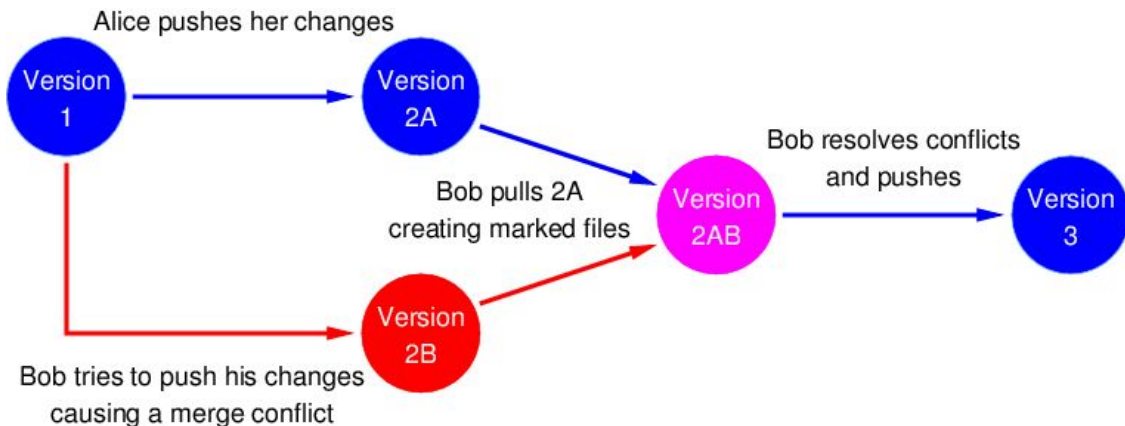 Alice pushes her changes
Version
1
Version
2A
Bob resolves conflicts
and pushes
Bob pulls 2A
creating marked files
Version
2AB
Version
3
Version
2B
Bob tries to push his changes
causing a merge conflict